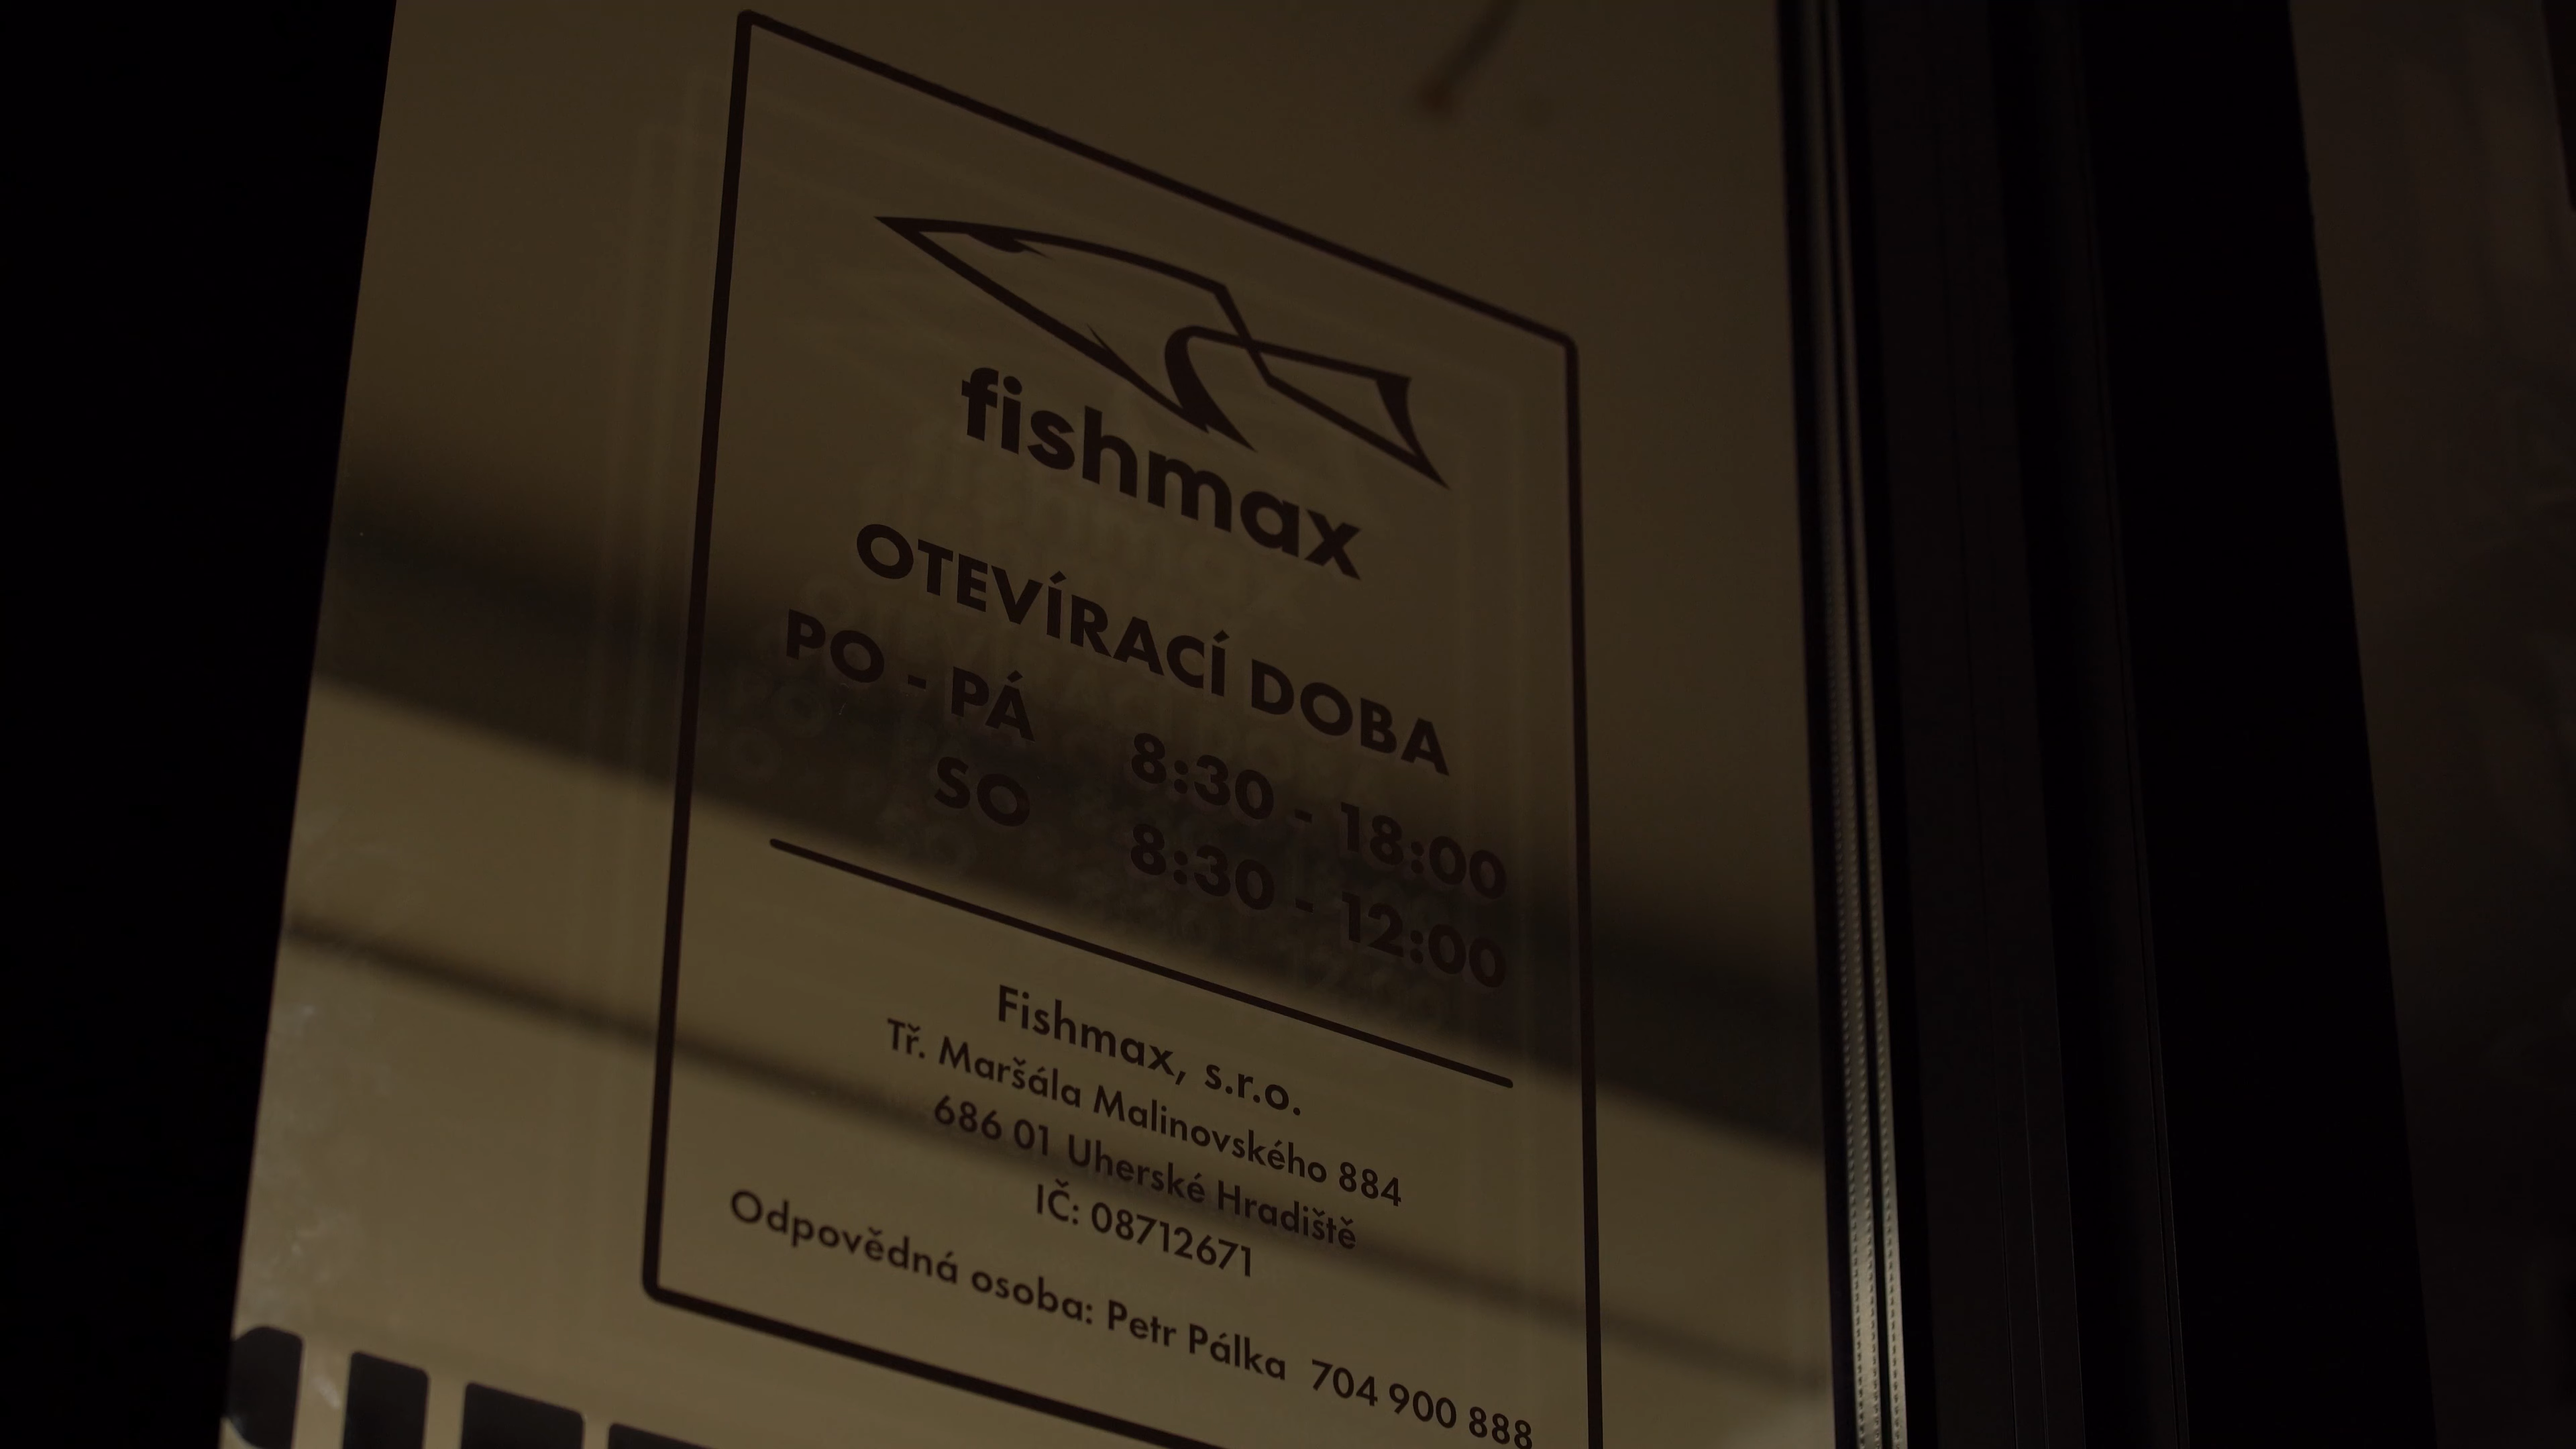 fishmax
OTEVÍRACÍ DOBA
PO - PÁ 8:30 - 18:00
SO 8:30 - 12:00
Fishmax, s.r.o.
Tř. Maršála Malinovského 884
686 01 Uherské Hradiště
IČ: 08712671
Odpovědná osoba: Petr Pálka 704 900 888